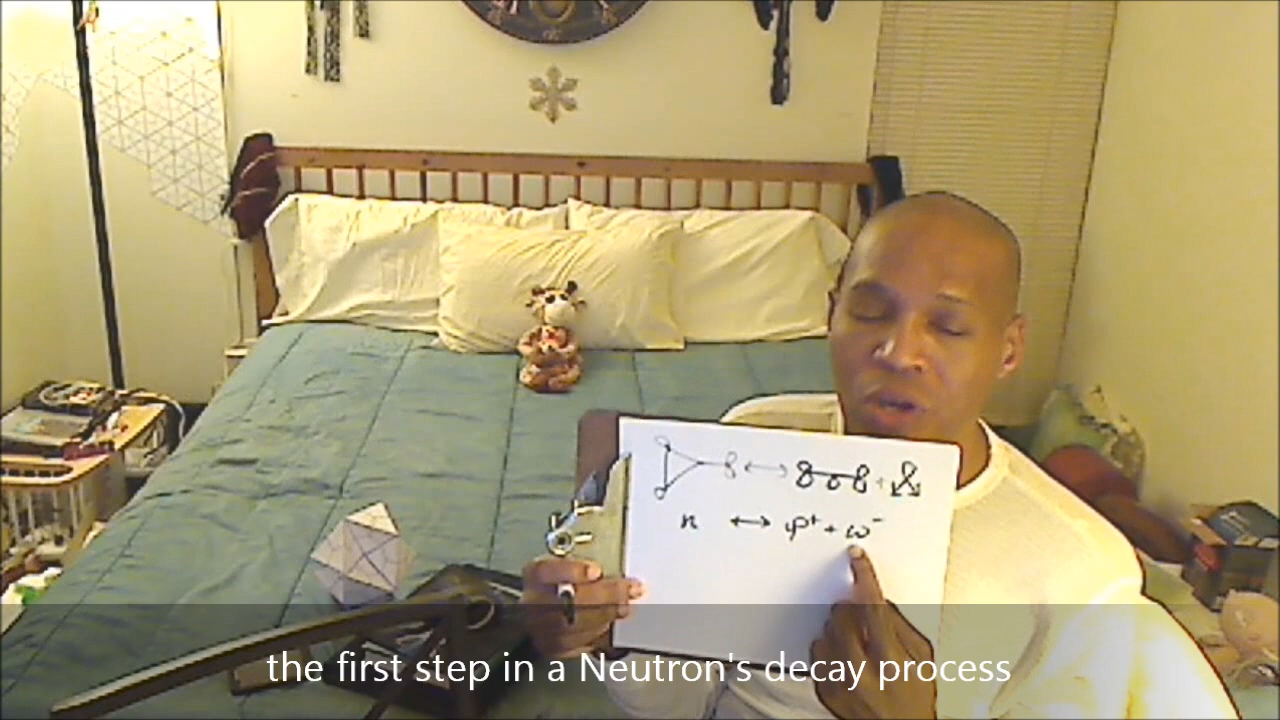 n ↔ φ⁺ + ω⁻
the first step in a Neutron's decay process